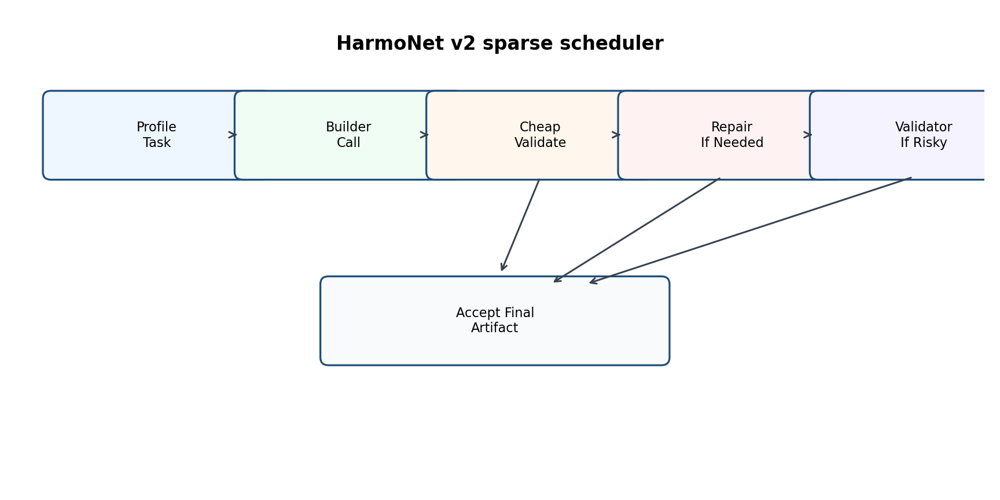 HarmoNet v2 sparse scheduler
Profile
Task
Builder
Call
Cheap
Validate
Repair
If Needed
Validator
If Risky
Accept Final
Artifact